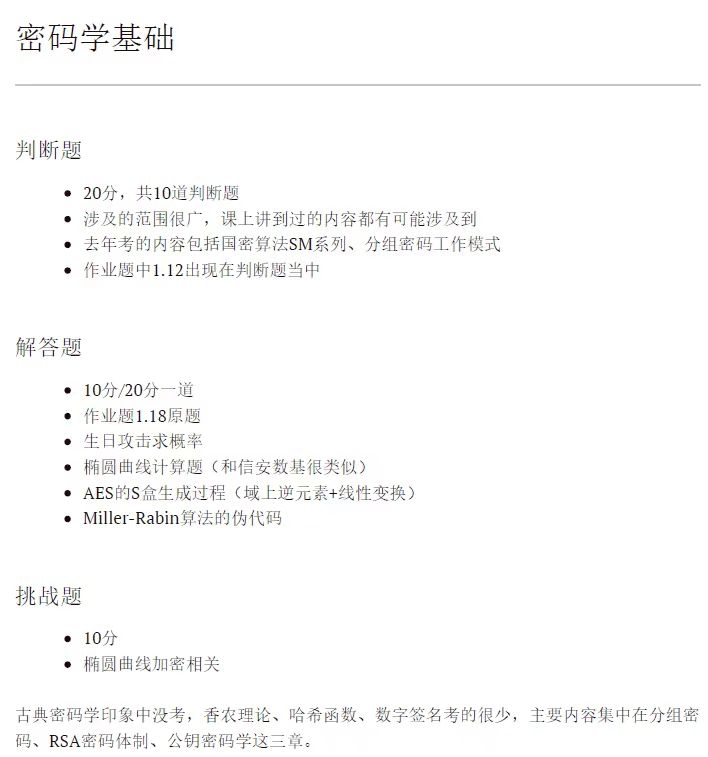 密码学基础
判断题
• 20分，共10道判断题
• 涉及的范围很广，课上讲到过的内容都有可能涉及到
• 去年考的内容包括国密算法SM系列、分组密码工作模式
• 作业题中1.12出现在判断题当中
解答题
• 10分/20分一道
• 作业题1.18原题
• 生日攻击求概率
• 椭圆曲线计算题（和信安数基很类似）
• AES的S盒生成过程（域上逆元素+线性变换）
• Miller-Rabin算法的伪代码
挑战题
• 10分
• 椭圆曲线加密相关
古典密码学印象中没考，香农理论、哈希函数、数字签名考的很少，主要内容集中在分组密
码、RSA密码体制、公钥密码学这三章。